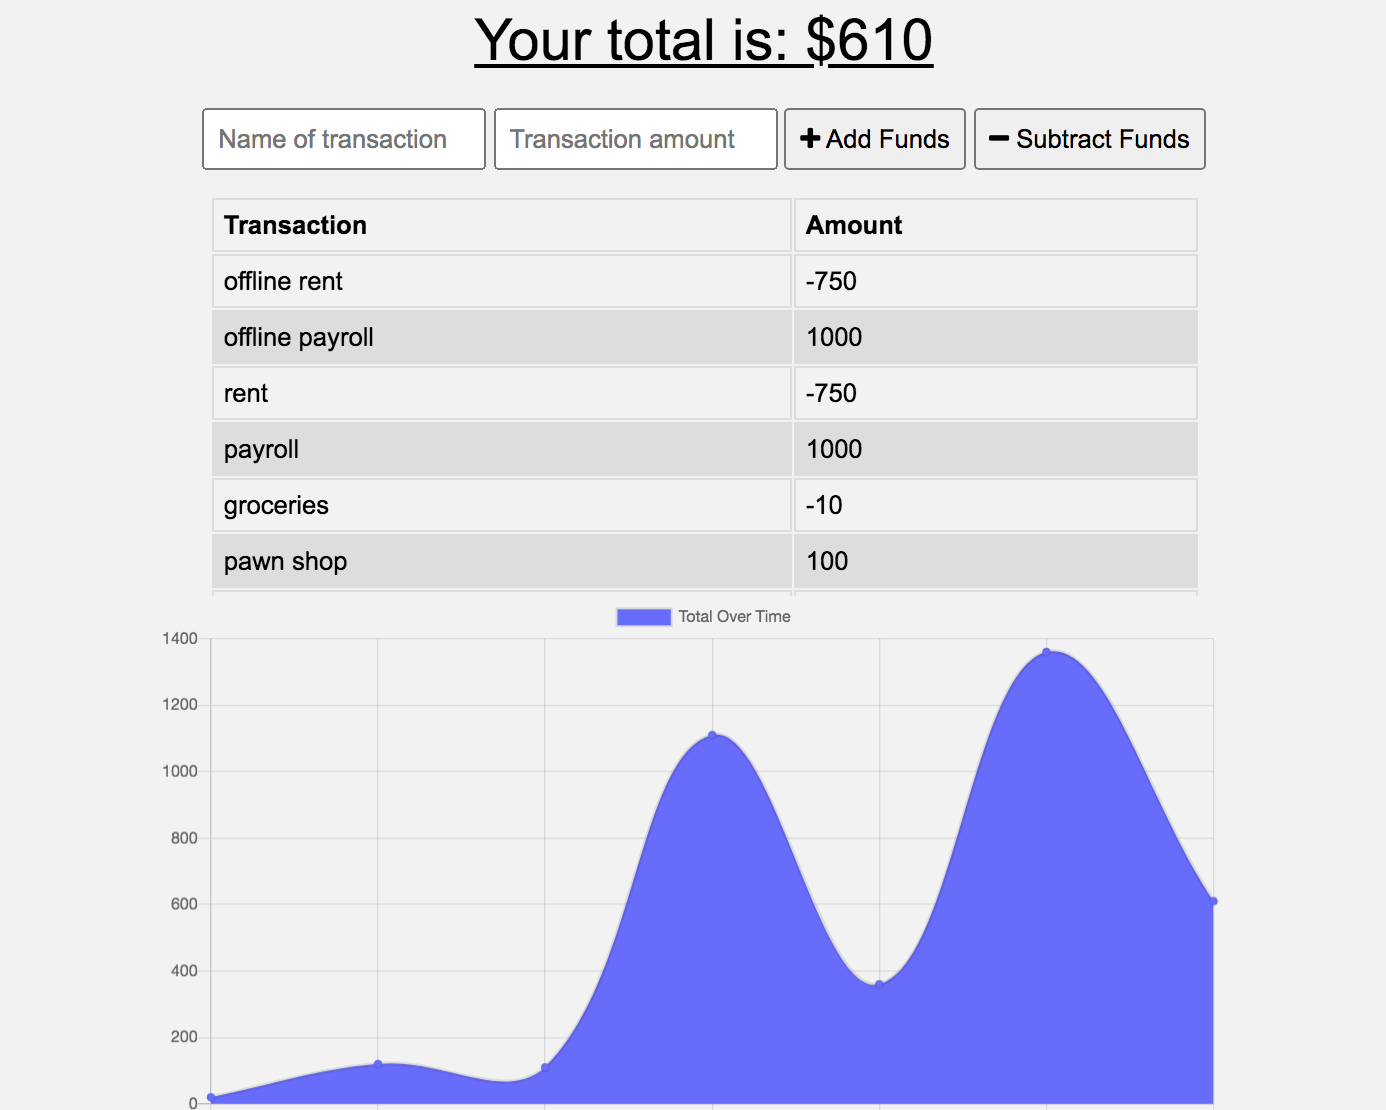 Your total is: $610
Name of transaction Transaction amount + Add Funds − Subtract Funds
Transaction Amount
offline rent -750
offline payroll 1000
rent -750
payroll 1000
groceries -10
pawn shop 100
Total Over Time
1400
1200
1000
800
600
400
200
0